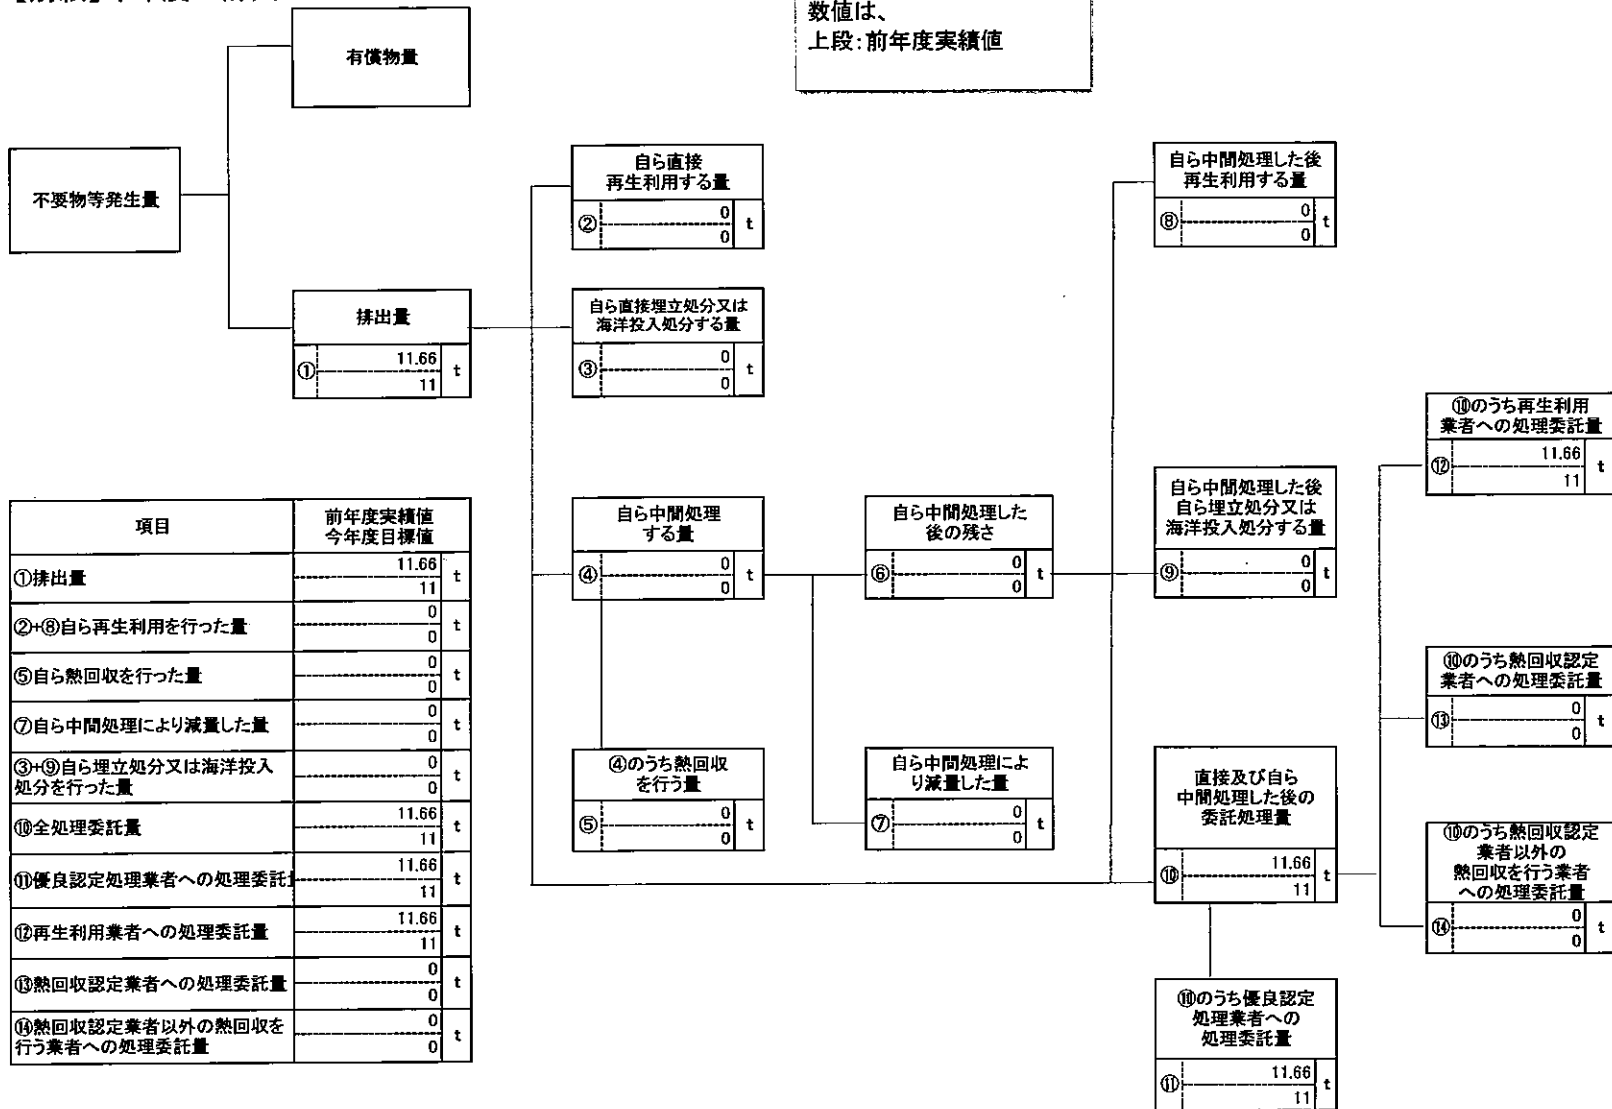 数値は、
上段:前年度実績値
有償物量
不要物等発生量
排出量
① 11.66 t
11
自ら直接
再生利用する量
② 0 t
0
自ら直接埋立処分又は
海洋投入処分する量
③ 0 t
0
自ら中間処理
する量
④ 0 t
0
④のうち熱回収
を行う量
⑤ 0 t
0
自ら中間処理した
後の残さ
⑥ 0 t
0
自ら中間処理によ
り減量した量
⑦ 0 t
0
自ら中間処理した後
再生利用する量
⑧ 0 t
0
自ら中間処理した後
自ら埋立処分又は
海洋投入処分する量
⑨ 0 t
0
直接及び自ら
中間処理した後の
委託処理量
⑩ 11.66 t
11
⑩のうち優良認定
処理業者への
処理委託量
⑪ 11.66 t
11
⑩のうち再生利用
業者への処理委託量
⑫ 11.66 t
11
⑩のうち熱回収認定
業者への処理委託量
⑬ 0 t
0
⑩のうち熱回収認定
業者以外の
熱回収を行う業者
への処理委託量
⑭ 0 t
0
項目 前年度実績値
今年度目標値
①排出量 11.66 t
11
②+⑧自ら再生利用を行った量 0 t
0
⑤自ら熱回収を行った量 0 t
0
⑦自ら中間処理により減量した量 0 t
0
③+⑨自ら埋立処分又は海洋投入
処分を行った量 0 t
0
⑩全処理委託量 11.66 t
11
⑪優良認定処理業者への処理委託 11.66 t
11
⑫再生利用業者への処理委託量 11.66 t
11
⑬熱回収認定業者への処理委託量 0 t
0
⑭熱回収認定業者以外の熱回収を
行う業者への処理委託量 0 t
0